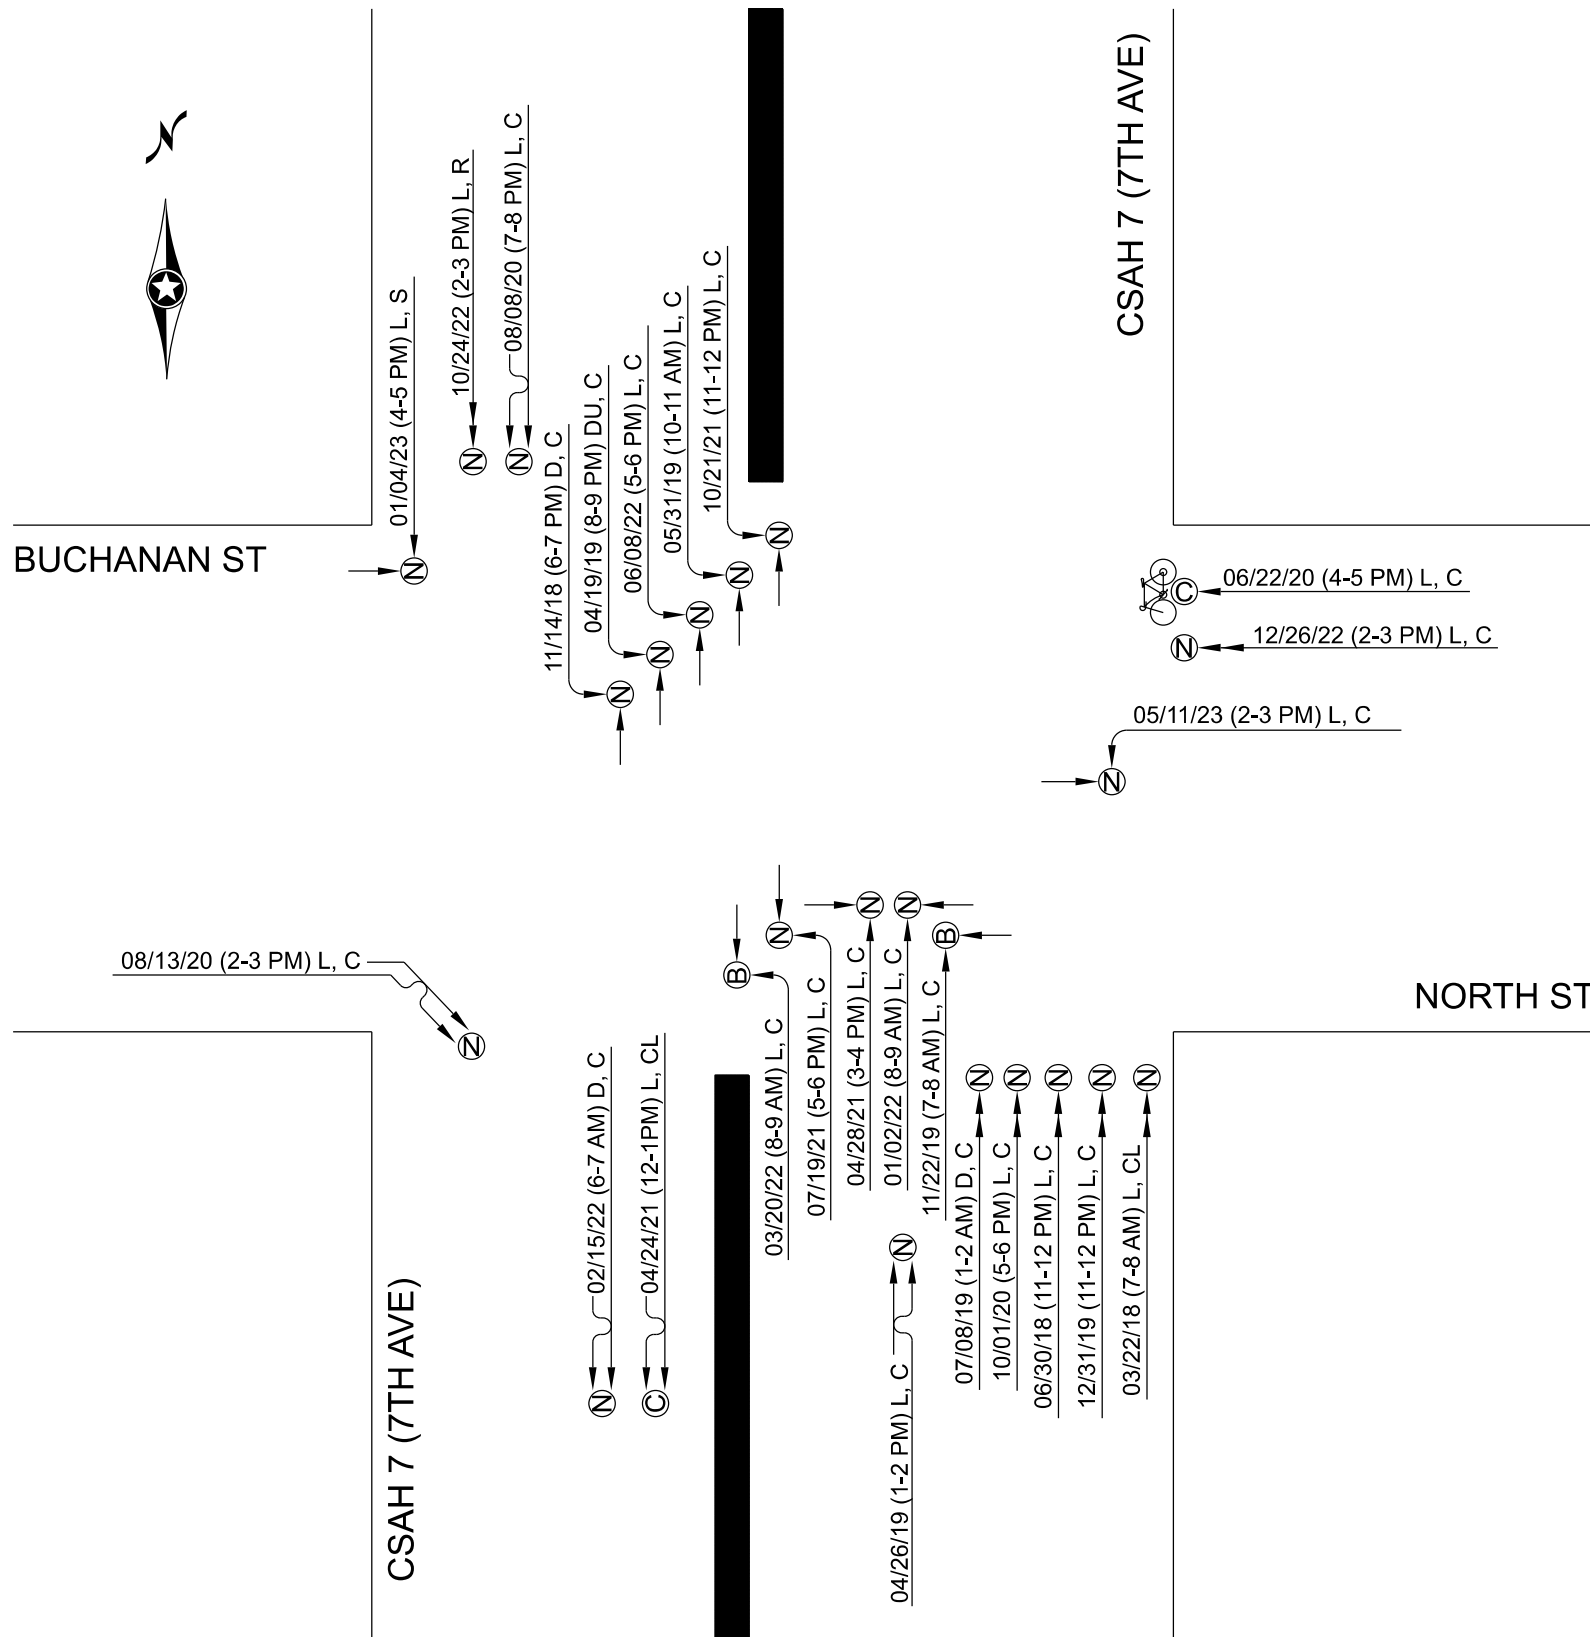 N
CSAH 7 (7TH AVE)
01/04/23 (4-5 PM) L, S
N
10/24/22 (2-3 PM) L, R
N
08/08/20 (7-8 PM) L, C
N
11/14/18 (6-7 PM) D, C
N
04/19/19 (8-9 PM) DU, C
N
06/08/22 (5-6 PM) L, C
N
05/31/19 (10-11 AM) L, C
N
10/21/21 (11-12 PM) L, C
N
BUCHANAN ST
C
06/22/20 (4-5 PM) L, C
N
12/26/22 (2-3 PM) L, C
05/11/23 (2-3 PM) L, C
N
08/13/20 (2-3 PM) L, C
N
NORTH ST
CSAH 7 (7TH AVE)
02/15/22 (6-7 AM) D, C
N
04/24/21 (12-1PM) L, CL
C
B
03/20/22 (8-9 AM) L, C
N
07/19/21 (5-6 PM) L, C
N
04/28/21 (3-4 PM) L, C
N
01/02/22 (8-9 AM) L, C
B
11/22/19 (7-8 AM) L, C
N
04/26/19 (1-2 PM) L, C
N
07/08/19 (1-2 AM) D, C
N
10/01/20 (5-6 PM) L, C
N
06/30/18 (11-12 PM) L, C
N
12/31/19 (11-12 PM) L, C
N
03/22/18 (7-8 AM) L, CL